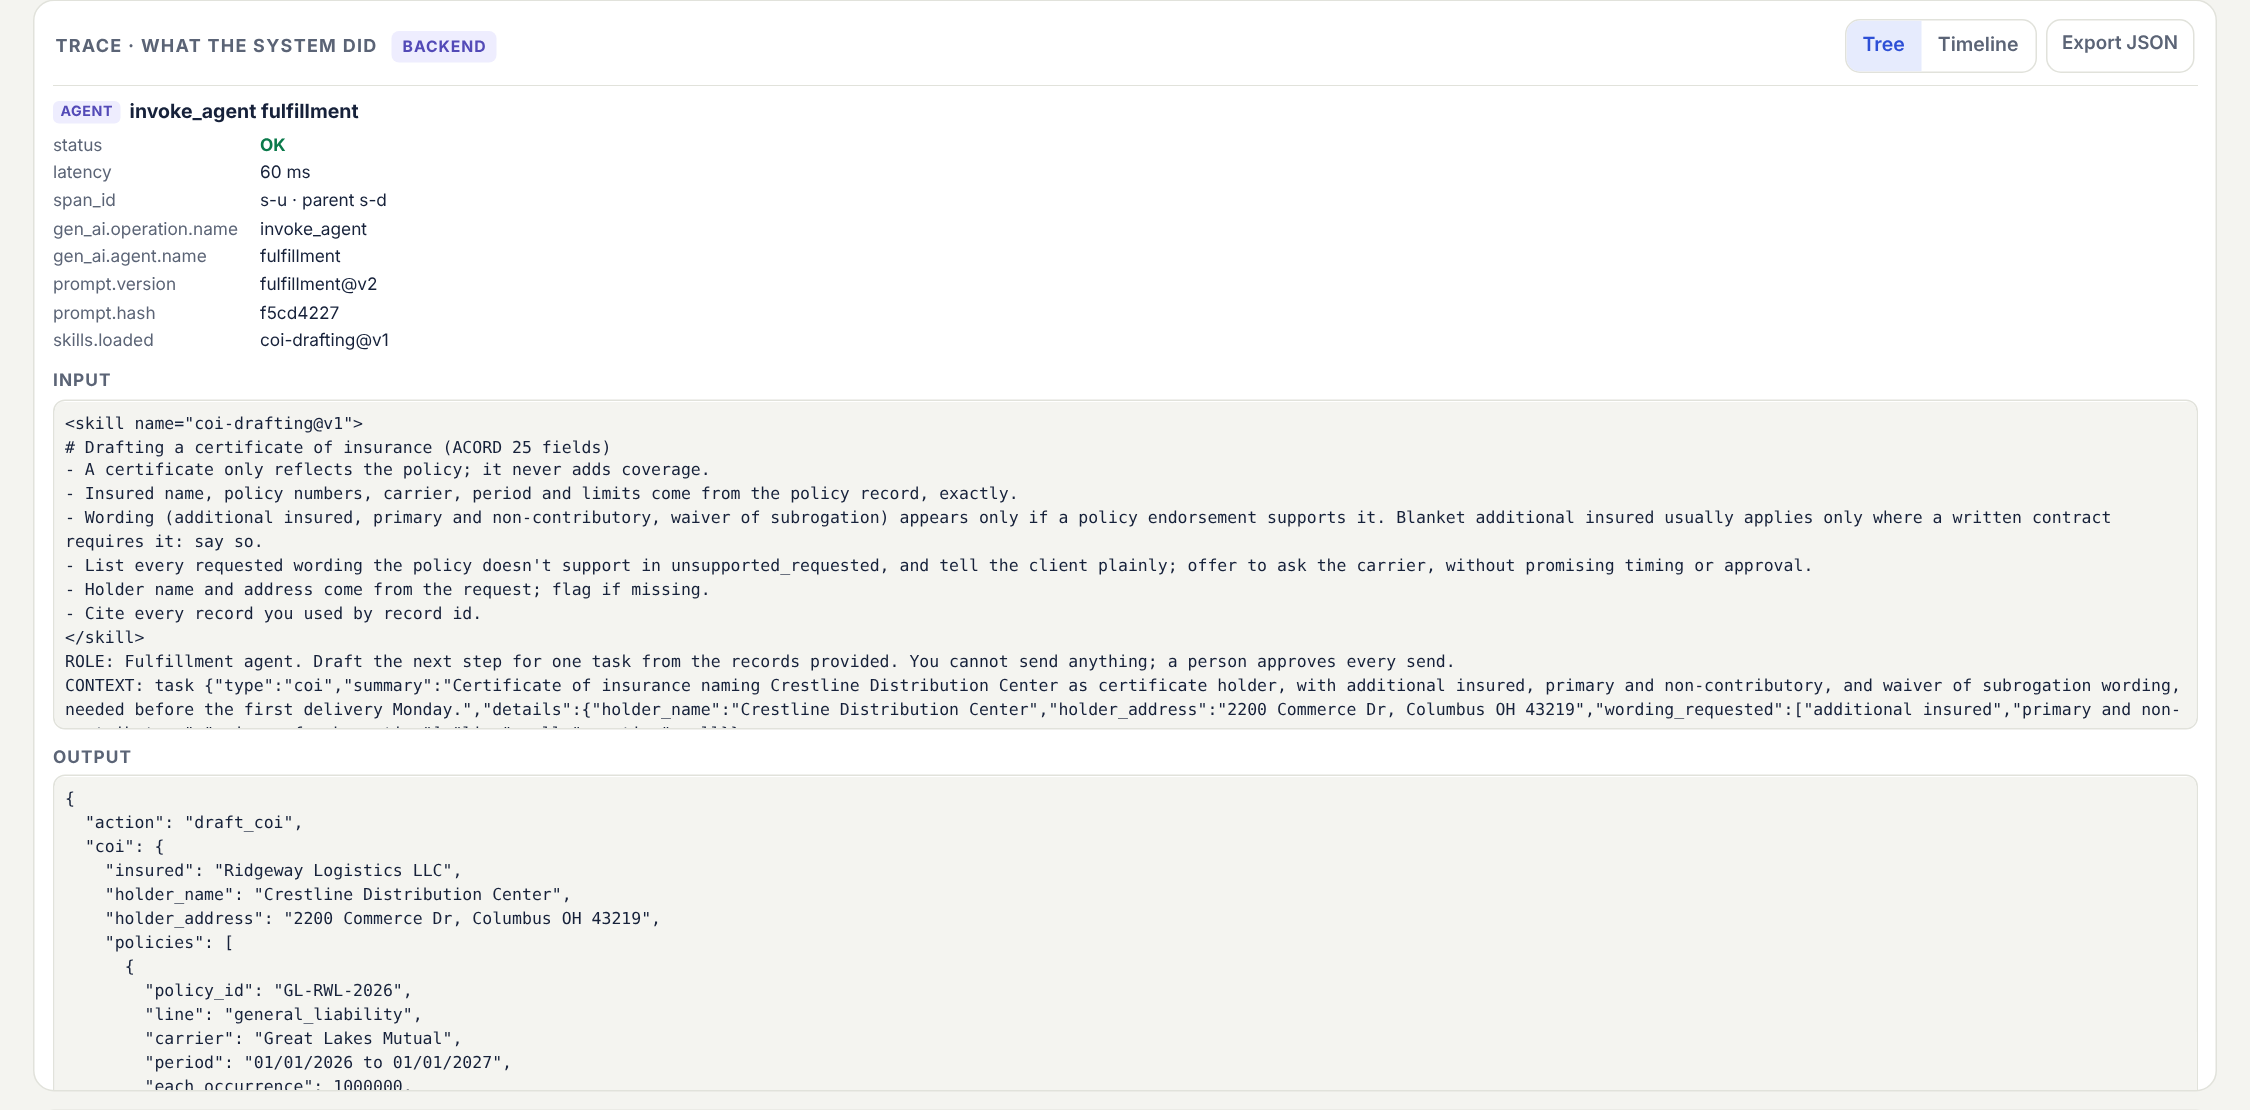 TRACE · WHAT THE SYSTEM DID BACKEND Tree Timeline Export JSON
AGENT invoke_agent fulfillment
status OK
latency 60 ms
span_id s-u · parent s-d
gen_ai.operation.name invoke_agent
gen_ai.agent.name fulfillment
prompt.version fulfillment@v2
prompt.hash f5cd4227
skills.loaded coi-drafting@v1
INPUT
<skill name="coi-drafting@v1">
# Drafting a certificate of insurance (ACORD 25 fields)
- A certificate only reflects the policy; it never adds coverage.
- Insured name, policy numbers, carrier, period and limits come from the policy record, exactly.
- Wording (additional insured, primary and non-contributory, waiver of subrogation) appears only if a policy endorsement supports it. Blanket additional insured usually applies only where a written contract
requires it: say so.
- List every requested wording the policy doesn't support in unsupported_requested, and tell the client plainly; offer to ask the carrier, without promising timing or approval.
- Holder name and address come from the request; flag if missing.
- Cite every record you used by record id.
</skill>
ROLE: Fulfillment agent. Draft the next step for one task from the records provided. You cannot send anything; a person approves every send.
CONTEXT: task {"type":"coi","summary":"Certificate of insurance naming Crestline Distribution Center as certificate holder, with additional insured, primary and non-contributory, and waiver of subrogation wording,
needed before the first delivery Monday.","details":{"holder_name":"Crestline Distribution Center","holder_address":"2200 Commerce Dr, Columbus OH 43219","wording_requested":["additional insured","primary and non-
OUTPUT
{
"action": "draft_coi",
"coi": {
"insured": "Ridgeway Logistics LLC",
"holder_name": "Crestline Distribution Center",
"holder_address": "2200 Commerce Dr, Columbus OH 43219",
"policies": [
{
"policy_id": "GL-RWL-2026",
"line": "general_liability",
"carrier": "Great Lakes Mutual",
"period": "01/01/2026 to 01/01/2027",
"each_occurrence": 1000000,